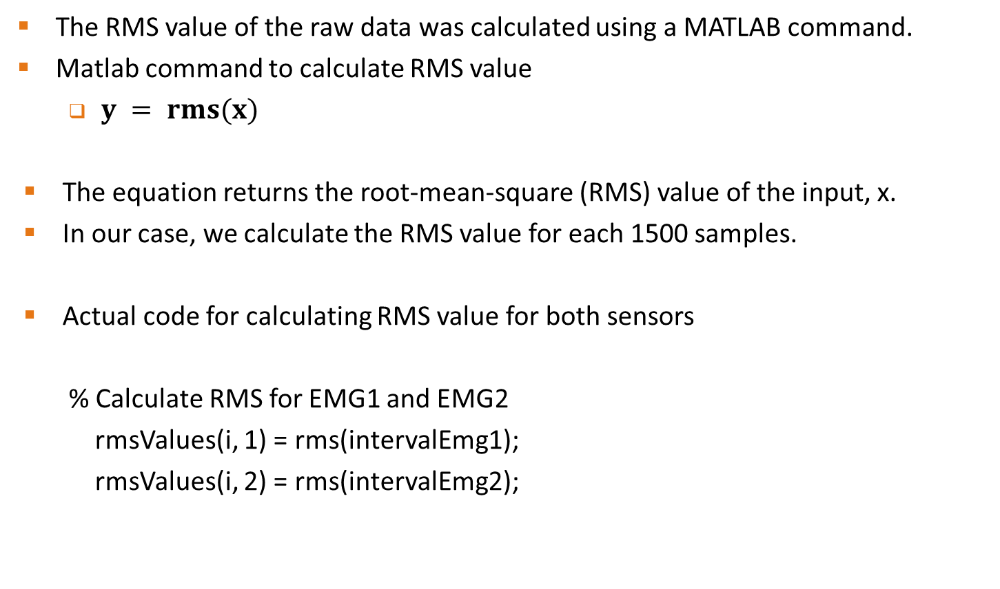 The RMS value of the raw data was calculated using a MATLAB command.
Matlab command to calculate RMS value
y = rms(x)
The equation returns the root-mean-square (RMS) value of the input, x.
In our case, we calculate the RMS value for each 1500 samples.
Actual code for calculating RMS value for both sensors
% Calculate RMS for EMG1 and EMG2
rmsValues(i, 1) = rms(intervalEmg1);
rmsValues(i, 2) = rms(intervalEmg2);